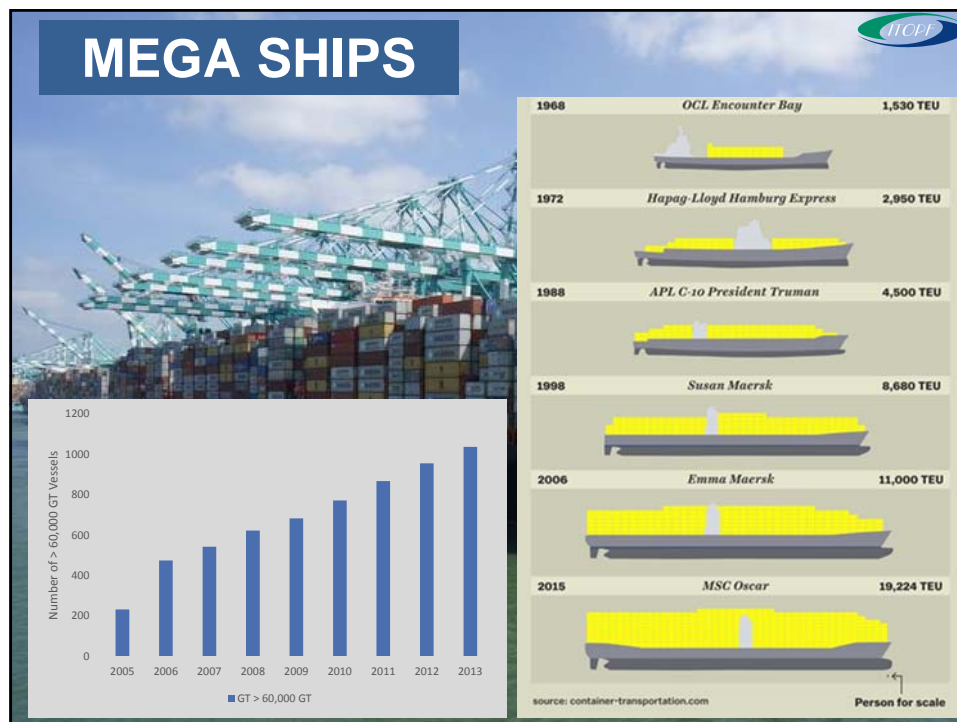 MEGA SHIPS
ITOPF
1968 OCL Encounter Bay 1,530 TEU
1972 Hapag-Lloyd Hamburg Express 2,950 TEU
1988 APL C-10 President Truman 4,500 TEU
1998 Susan Maersk 8,680 TEU
2006 Emma Maersk 11,000 TEU
2015 MSC Oscar 19,224 TEU
source: container-transportation.com Person for scale
Number of > 60,000 GT Vessels
1200
1000
800
600
400
200
0
2005 2006 2007 2008 2009 2010 2011 2012 2013
GT > 60,000 GT